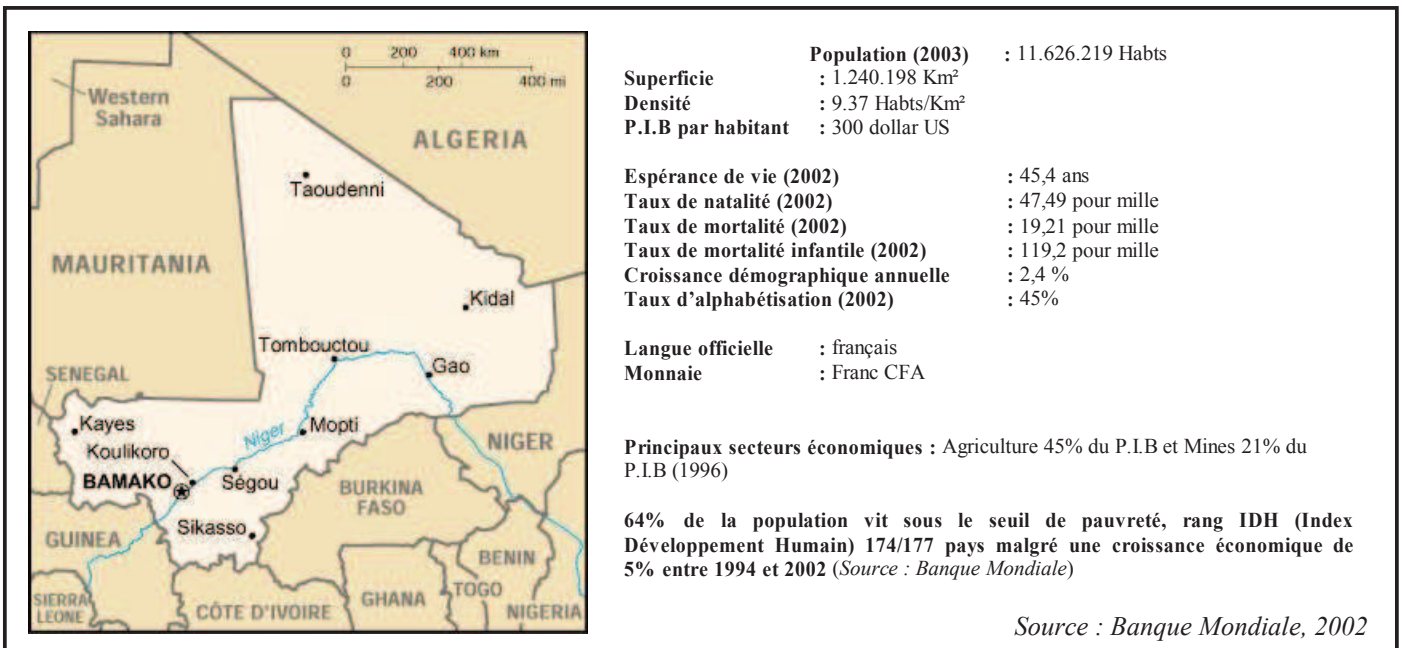 0 200 400 km
0 200 400 mi
Western
Sahara
ALGERIA
Taoudenni
MAURITANIA
Kidal
Tombouctou
Gao
SENEGAL
Kayes
Niger
Mopti
NIGER
Koulikoro
BAMAKO
Ségou
BURKINA
FASO
Sikasso
GUINEA
BENIN
SIERRA
LEONE
CÔTE D'IVOIRE
GHANA
TOGO
NIGERIA
Population (2003) : 11.626.219 Habts
Superficie : 1.240.198 Km²
Densité : 9.37 Habts/Km²
P.I.B par habitant : 300 dollar US
Espérance de vie (2002) : 45,4 ans
Taux de natalité (2002) : 47,49 pour mille
Taux de mortalité (2002) : 19,21 pour mille
Taux de mortalité infantile (2002) : 119,2 pour mille
Croissance démographique annuelle : 2,4 %
Taux d'alphabétisation (2002) : 45%
Langue officielle : français
Monnaie : Franc CFA
Principaux secteurs économiques : Agriculture 45% du P.I.B et Mines 21% du
P.I.B (1996)
64% de la population vit sous le seuil de pauvreté, rang IDH (Index
Développement Humain) 174/177 pays malgré une croissance économique de
5% entre 1994 et 2002 (Source : Banque Mondiale)
Source : Banque Mondiale, 2002